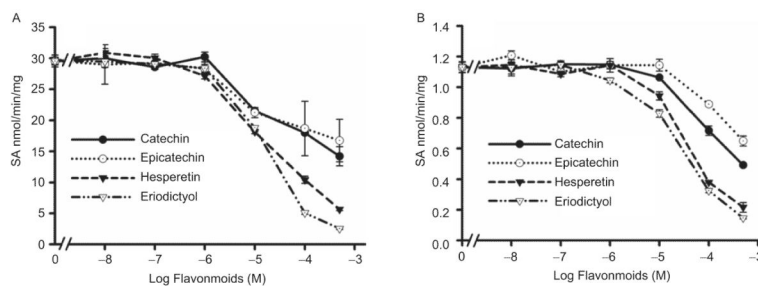 A
35
30
25
20
15
10
5
0
SA nmol/min/mg
Catechin
Epicatechin
Hesperetin
Eriodictyol
0 –8 –7 –6 –5 –4 –3
Log Flavonmoids (M)
B
1.4
1.2
1.0
0.8
0.6
0.4
0.2
0.0
SA nmol/min/mg
Catechin
Epicatechin
Hesperetin
Eriodictyol
0 –8 –7 –6 –5 –4 –3
Log Flavonmoids (M)